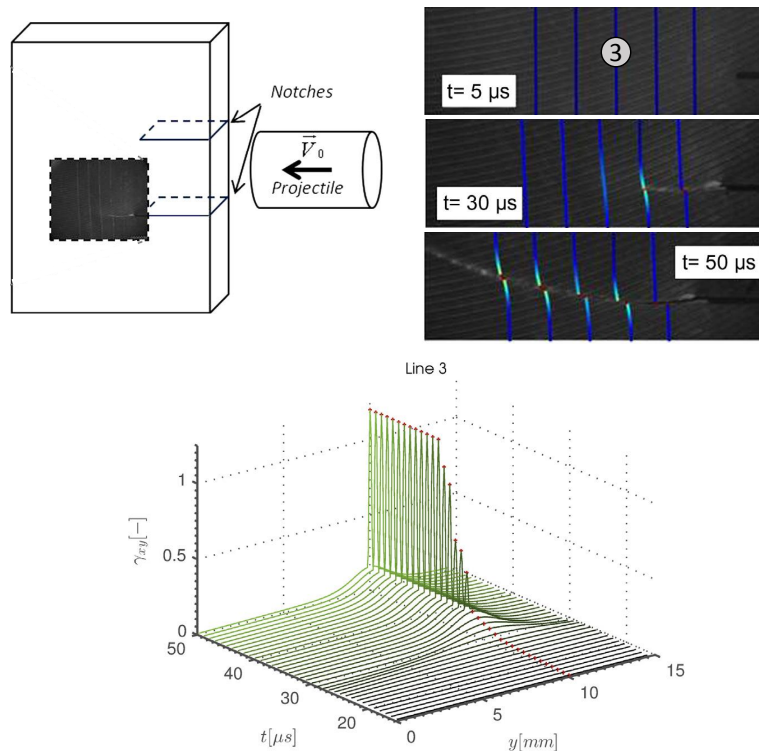 Notches
V₀
Projectile
3
t= 5 µs
t= 30 µs
t= 50 µs
Line 3
1
0.5
0
γxy[−]
50
40
30
20
t[µs]
0
5
10
15
y[mm]